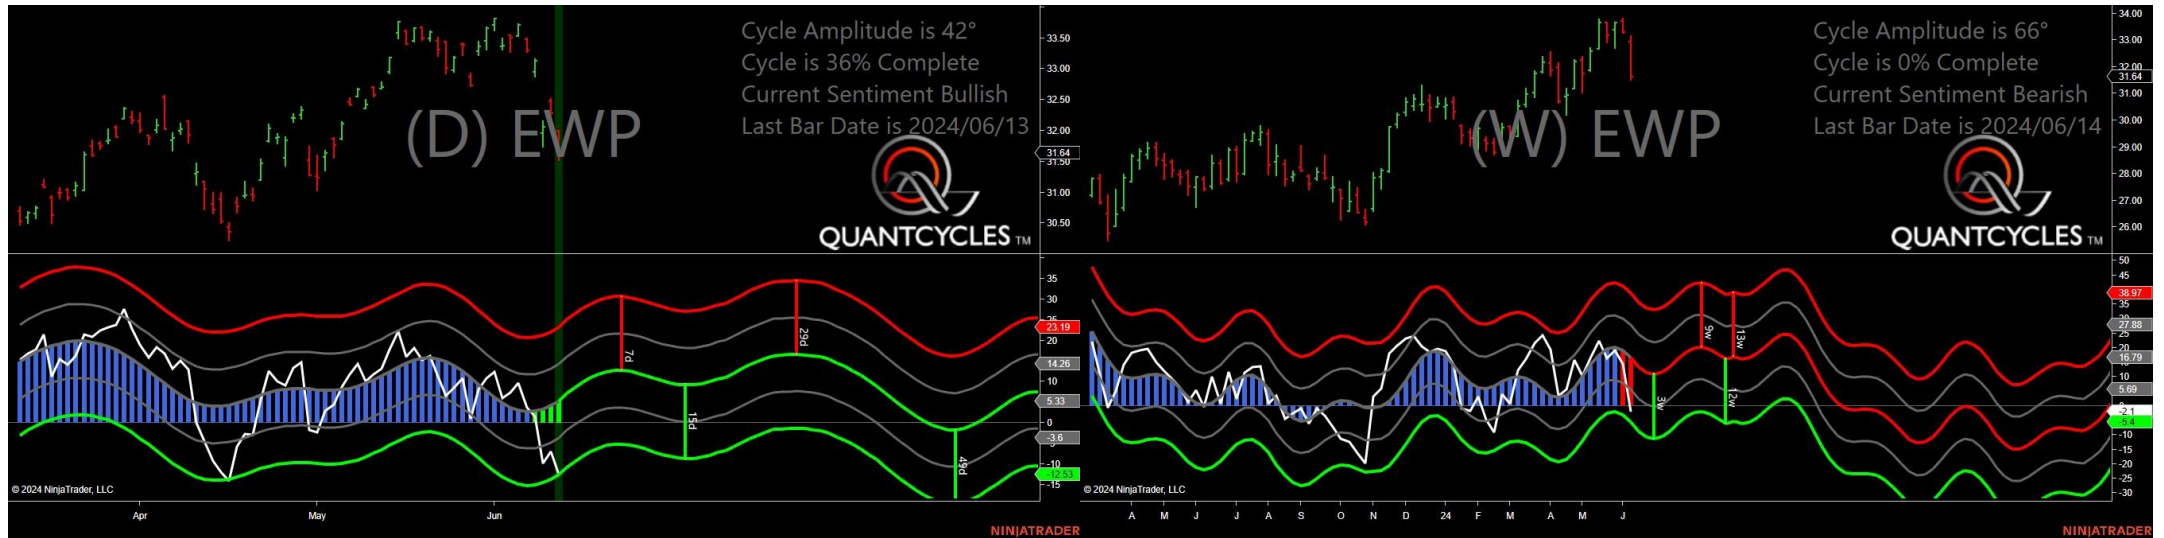 Cycle Amplitude is 42°
Cycle is 36% Complete
Current Sentiment Bullish
Last Bar Date is 2024/06/13
(D) EWP
QUANTCYCLES TM
33.50
33.00
32.50
32.00
31.64
31.50
31.00
30.50
35
30
25
23.19
20
14.26
10
5.33
0
-3.6
-10
-12.53
-15
7d
15d
29d
49d
© 2024 NinjaTrader, LLC
Apr
May
Jun
NINJATRADER
Cycle Amplitude is 66°
Cycle is 0% Complete
Current Sentiment Bearish
Last Bar Date is 2024/06/14
(W) EWP
QUANTCYCLES TM
34.00
33.00
32.00
31.64
31.00
30.00
29.00
28.00
27.00
26.00
50
45
38.97
35
27.88
20
16.79
10
5.69
-2.1
-5.4
-10
-15
-20
-25
-30
3w
9w
12w
13w
© 2024 NinjaTrader, LLC
A M J J A S O N D 24 F M A M J
NINJATRADER